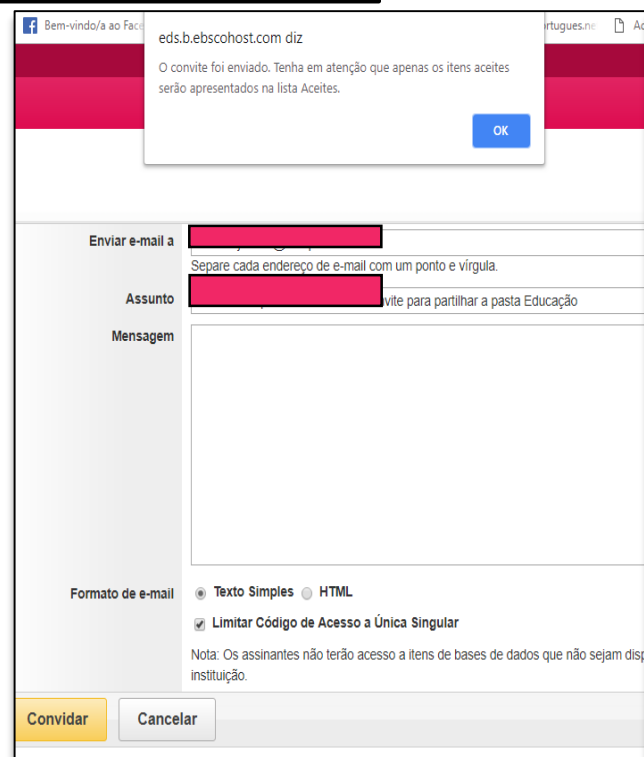 Bem-vindo/a ao Face
eds.b.ebscohost.com diz
O convite foi enviado. Tenha em atenção que apenas os itens aceites
serão apresentados na lista Aceites.
OK
Enviar e-mail a
Separe cada endereço de e-mail com um ponto e vírgula.
Assunto
vite para partilhar a pasta Educação
Mensagem
Formato de e-mail
Texto Simples
HTML
Limitar Código de Acesso a Única Singular
Nota: Os assinantes não terão acesso a itens de bases de dados que não sejam disp
instituição.
Convidar
Cancelar